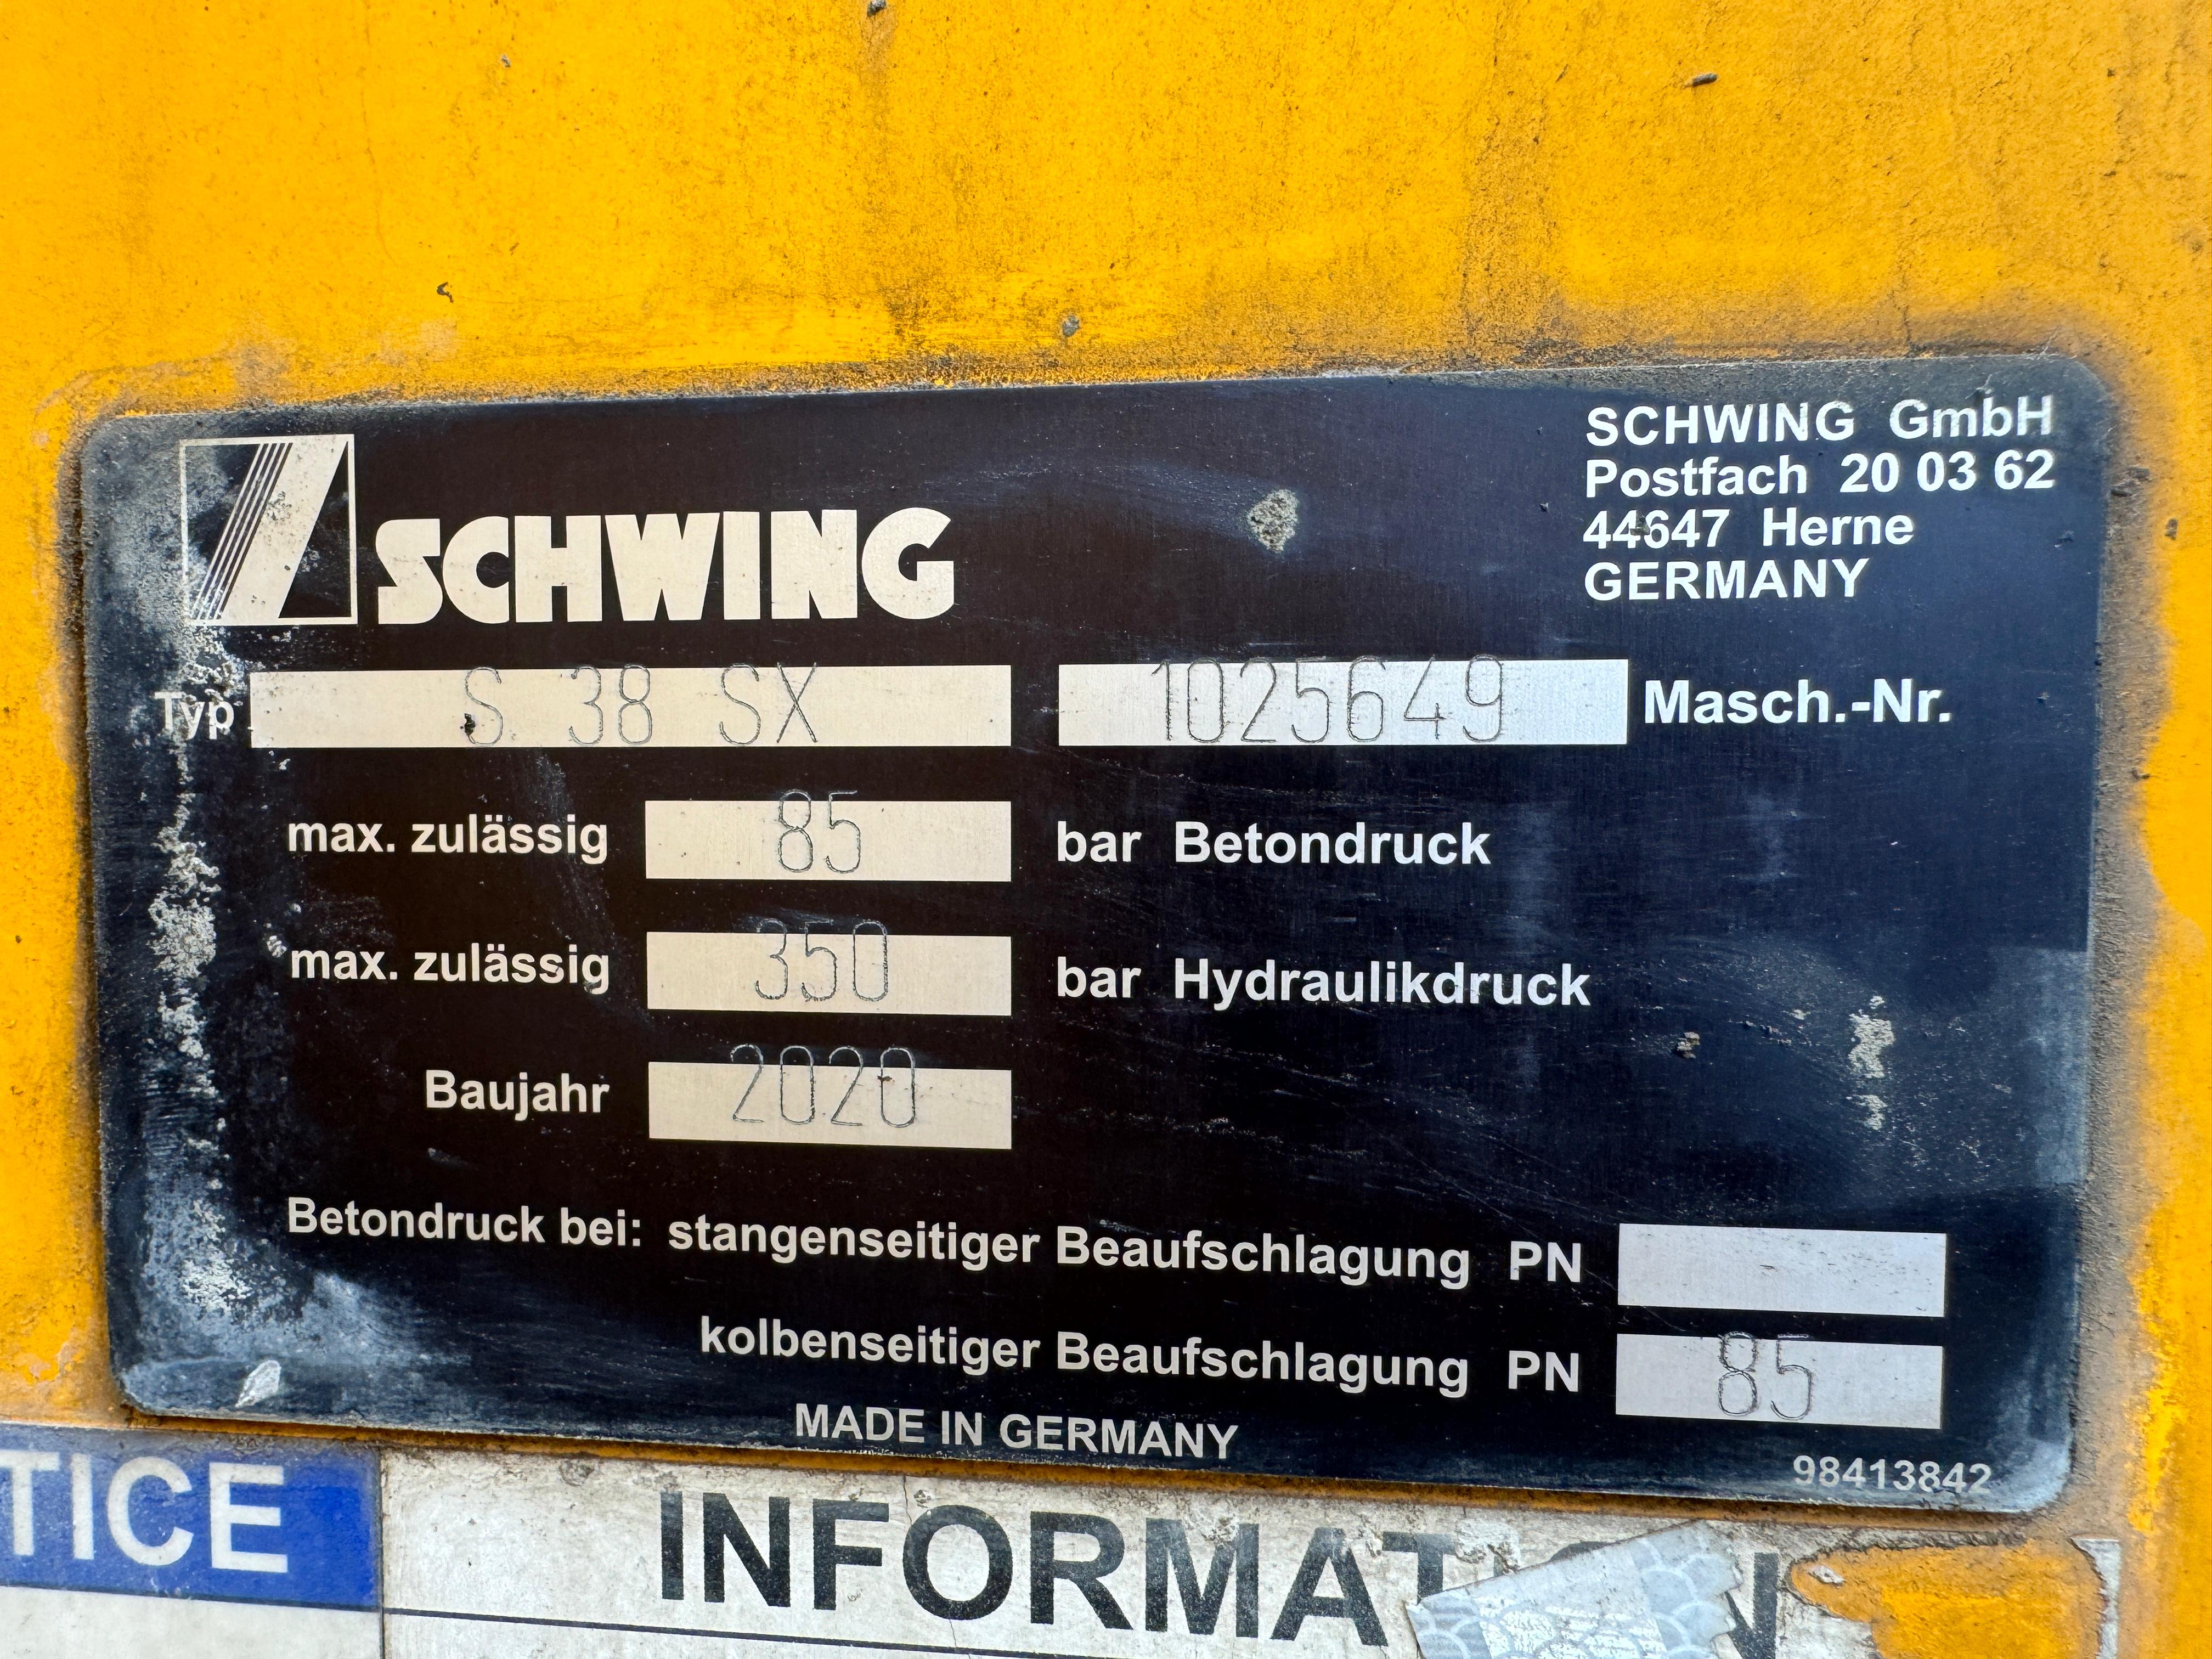 SCHWING GmbH
Postfach 20 03 62
44647 Herne
GERMANY
SCHWING
Typ S 38 SX 1025649 Masch.-Nr.
max. zulässig 85 bar Betondruck
max. zulässig 350 bar Hydraulikdruck
Baujahr 2020
Betondruck bei: stangenseitiger Beaufschlagung PN
kolbenseitiger Beaufschlagung PN 85
MADE IN GERMANY
98413842
TICE
INFORMATION